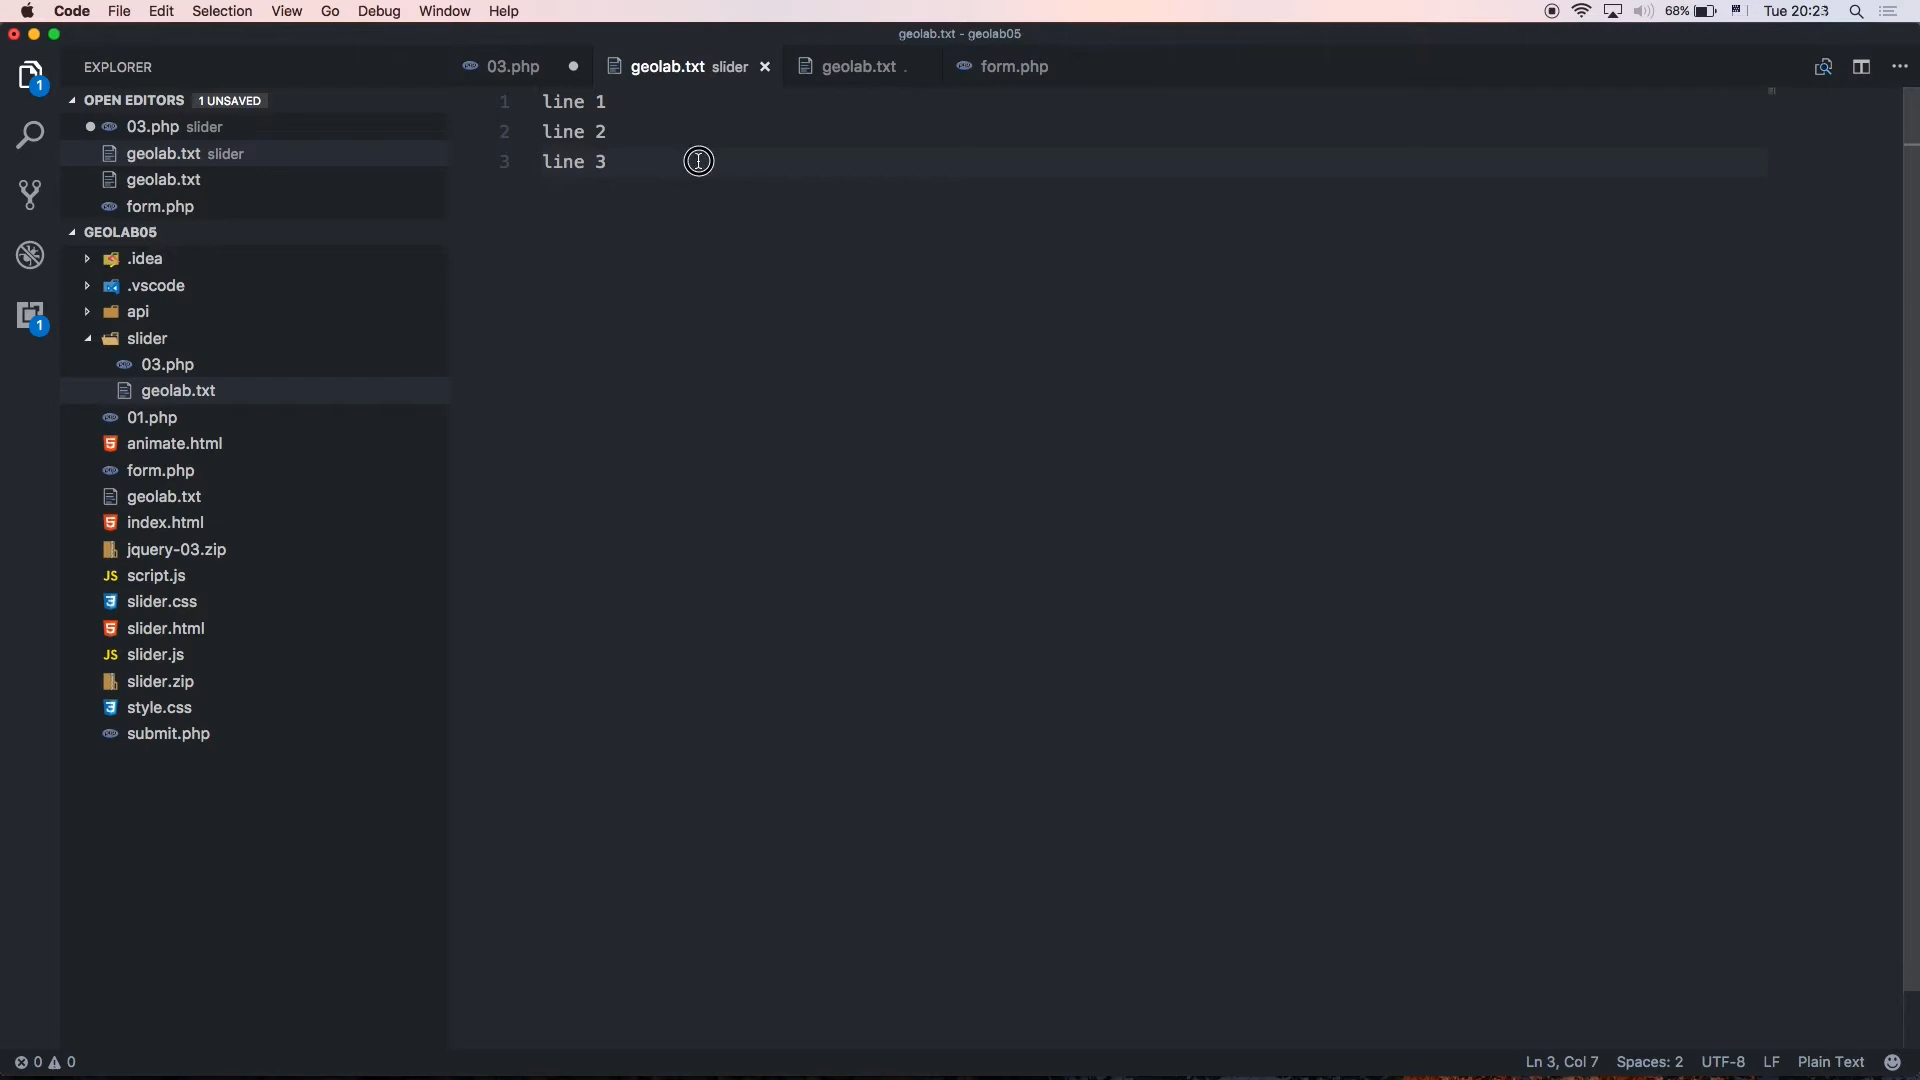 Code File Edit Selection View Go Debug Window Help 68% Tue 20:23
geolab.txt - geolab05
EXPLORER
03.php
geolab.txt slider
geolab.txt .
form.php
1
OPEN EDITORS 1 UNSAVED
03.php slider
geolab.txt slider
geolab.txt
form.php
GEOLAB05
.idea
.vscode
api
slider
1
03.php
geolab.txt
01.php
animate.html
form.php
geolab.txt
index.html
jquery-03.zip
JS script.js
slider.css
slider.html
JS slider.js
slider.zip
style.css
submit.php
1 line 1
2 line 2
3 line 3
0 0
Ln 3, Col 7 Spaces: 2 UTF-8 LF Plain Text